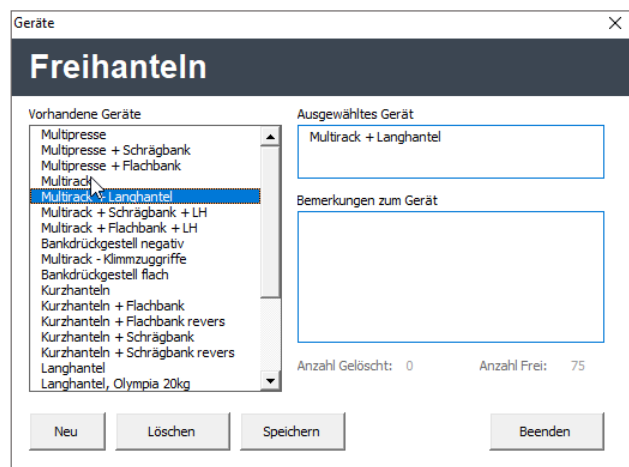 Geräte
Freihanteln
Vorhandene Geräte
Multipresse
Multipresse + Schrägbank
Multipresse + Flachbank
Multirack
Multirack + Langhantel
Multirack + Schrägbank + LH
Multirack + Flachbank + LH
Bankdrückgestell negativ
Multirack - Klimmzuggriffe
Bankdrückgestell flach
Kurzhanteln
Kurzhanteln + Flachbank
Kurzhanteln + Flachbank revers
Kurzhanteln + Schrägbank
Kurzhanteln + Schrägbank revers
Langhantel
Langhantel, Olympia 20kg
Ausgewähltes Gerät
Multirack + Langhantel
Bemerkungen zum Gerät
Anzahl Gelöscht: 0 Anzahl Frei: 75
Neu Löschen Speichern Beenden